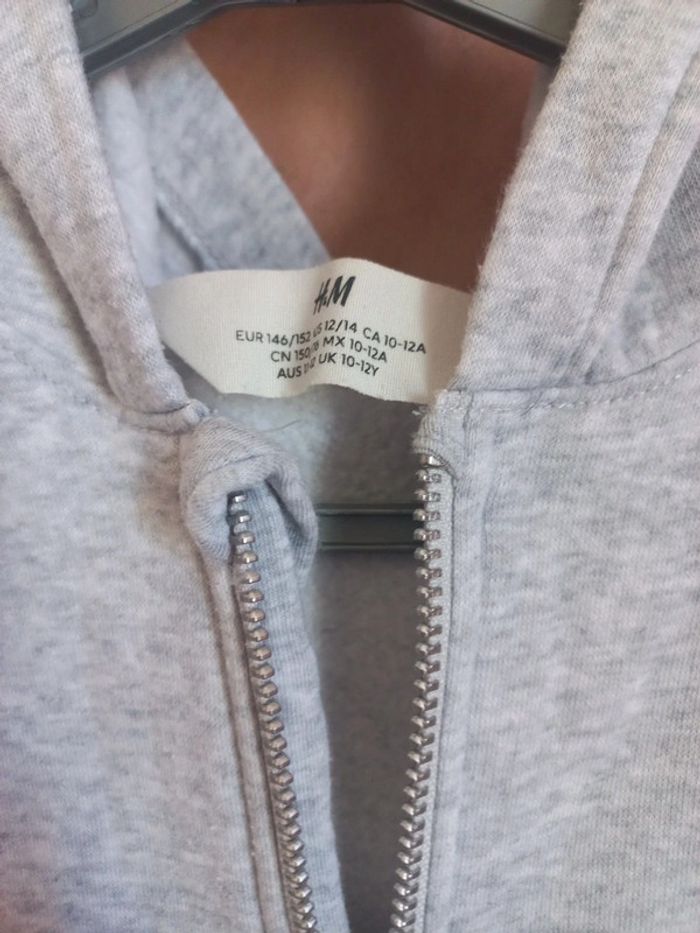 H&M
EUR 146/152 US 12/14 CA 10-12A
CN 150/ MX 10-12A
AUS UK 10-12Y